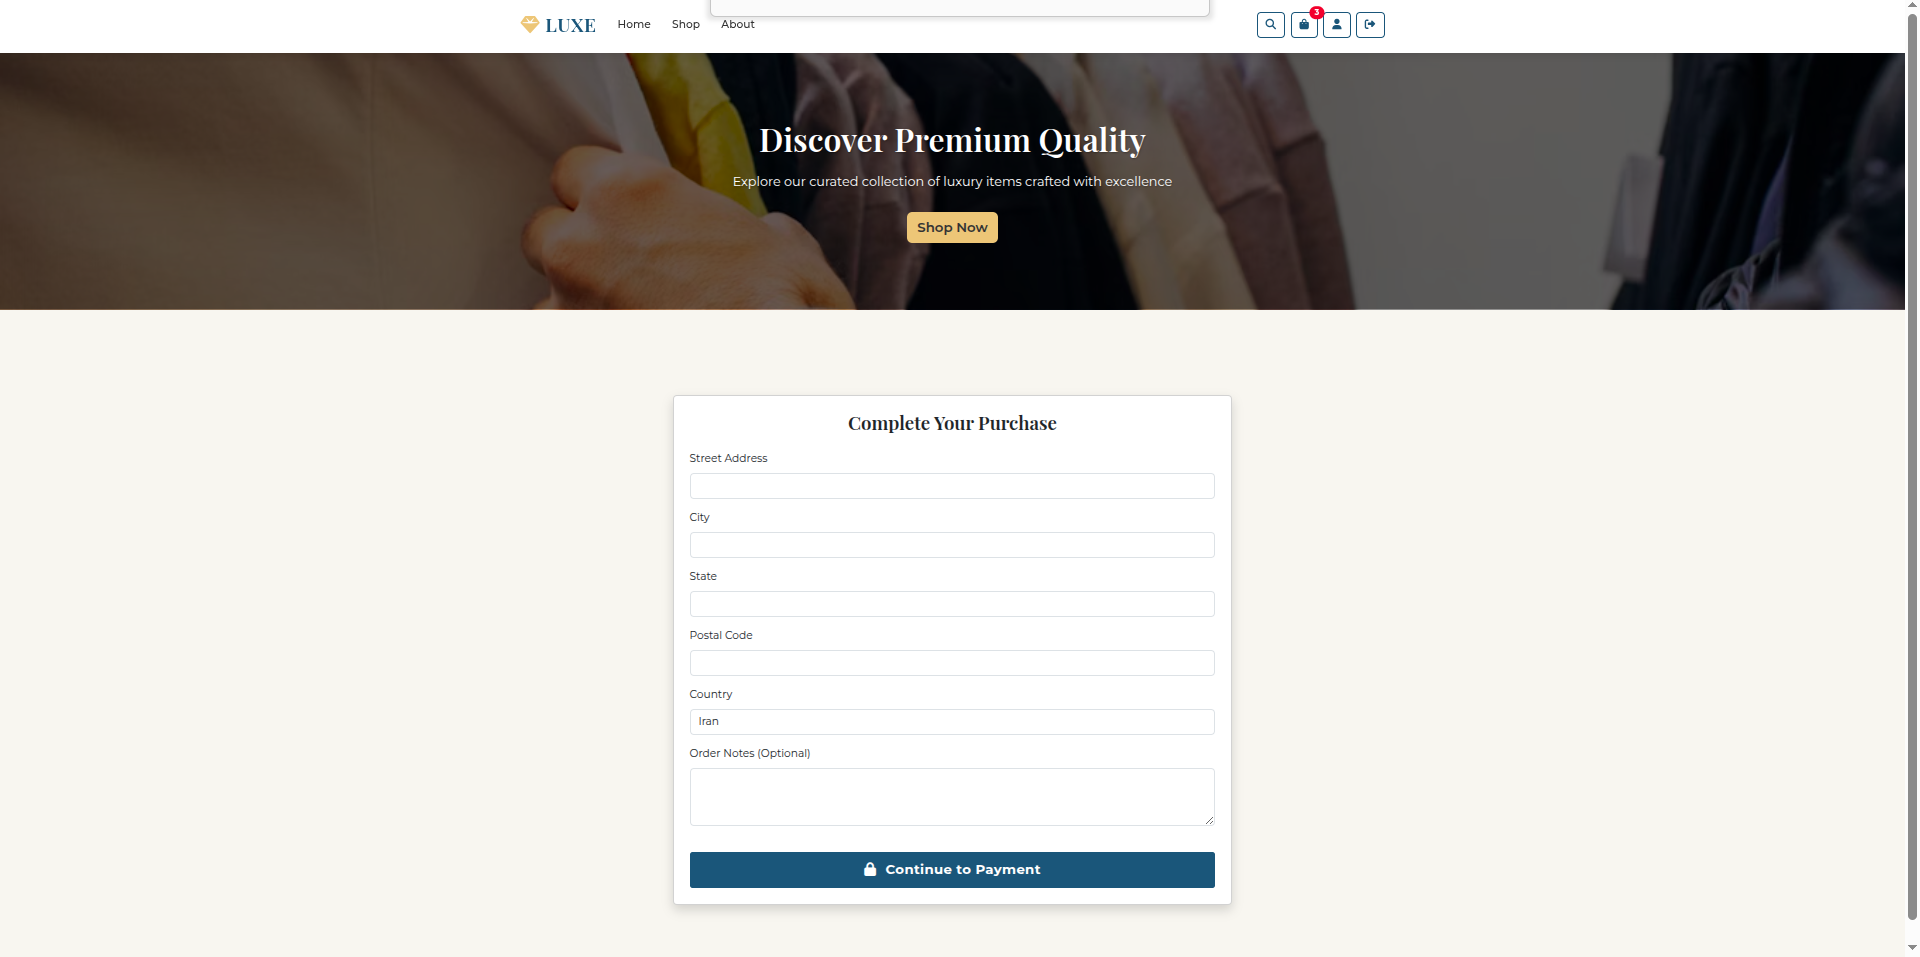 LUXE Home Shop About 3
Discover Premium Quality
Explore our curated collection of luxury items crafted with excellence
Shop Now
Complete Your Purchase
Street Address
City
State
Postal Code
Country
Iran
Order Notes (Optional)
Continue to Payment